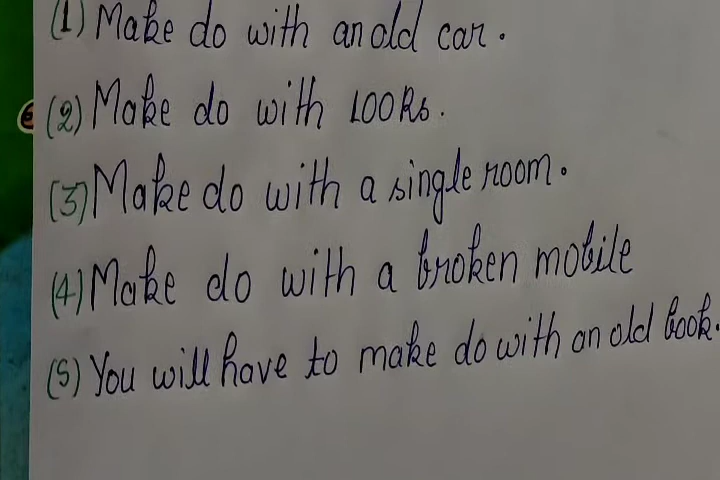 (1) Make do with an old car.
(2) Make do with 100Rs.
(3) Make do with a single room.
(4) Make do with a broken mobile
(5) You will have to make do with an old book.